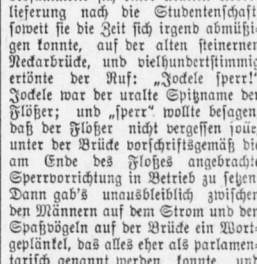 lieferung nach die Studentenschaft
soweit sie die Zeit sich irgend abmüßi-
gen konnte, auf der alten steinernen
Neckarbrücke, und vielhundertstimmig
ertönte der Ruf: „Jockele sperr!“
Jockele war der uralte Spitzname der
Flößer; und „sperr“ wollte besagen,
daß der Flößer nicht vergessen
unter der Brücke vorschriftsgemäß die
am Ende des Floßes angebrachte
Sperrvorrichtung in Betrieb zu setzen.
Dann gab's unausbleiblich zwischen
den Männern auf dem Strom und den
Spaßvögeln auf der Brücke ein Wort-
geplänkel, das alles eher als parlamen-
tarisch genannt werden konnte und